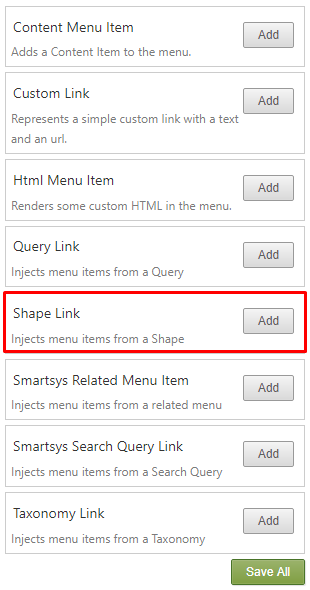 Content Menu Item
Add
Adds a Content Item to the menu.
Custom Link
Add
Represents a simple custom link with a text
and an url.
Html Menu Item
Add
Renders some custom HTML in the menu.
Query Link
Add
Injects menu items from a Query
Shape Link
Add
Injects menu items from a Shape
Smartsys Related Menu Item
Add
Injects menu items from a related menu
Smartsys Search Query Link
Add
Injects menu items from a Search Query
Taxonomy Link
Add
Injects menu items from a Taxonomy
Save All